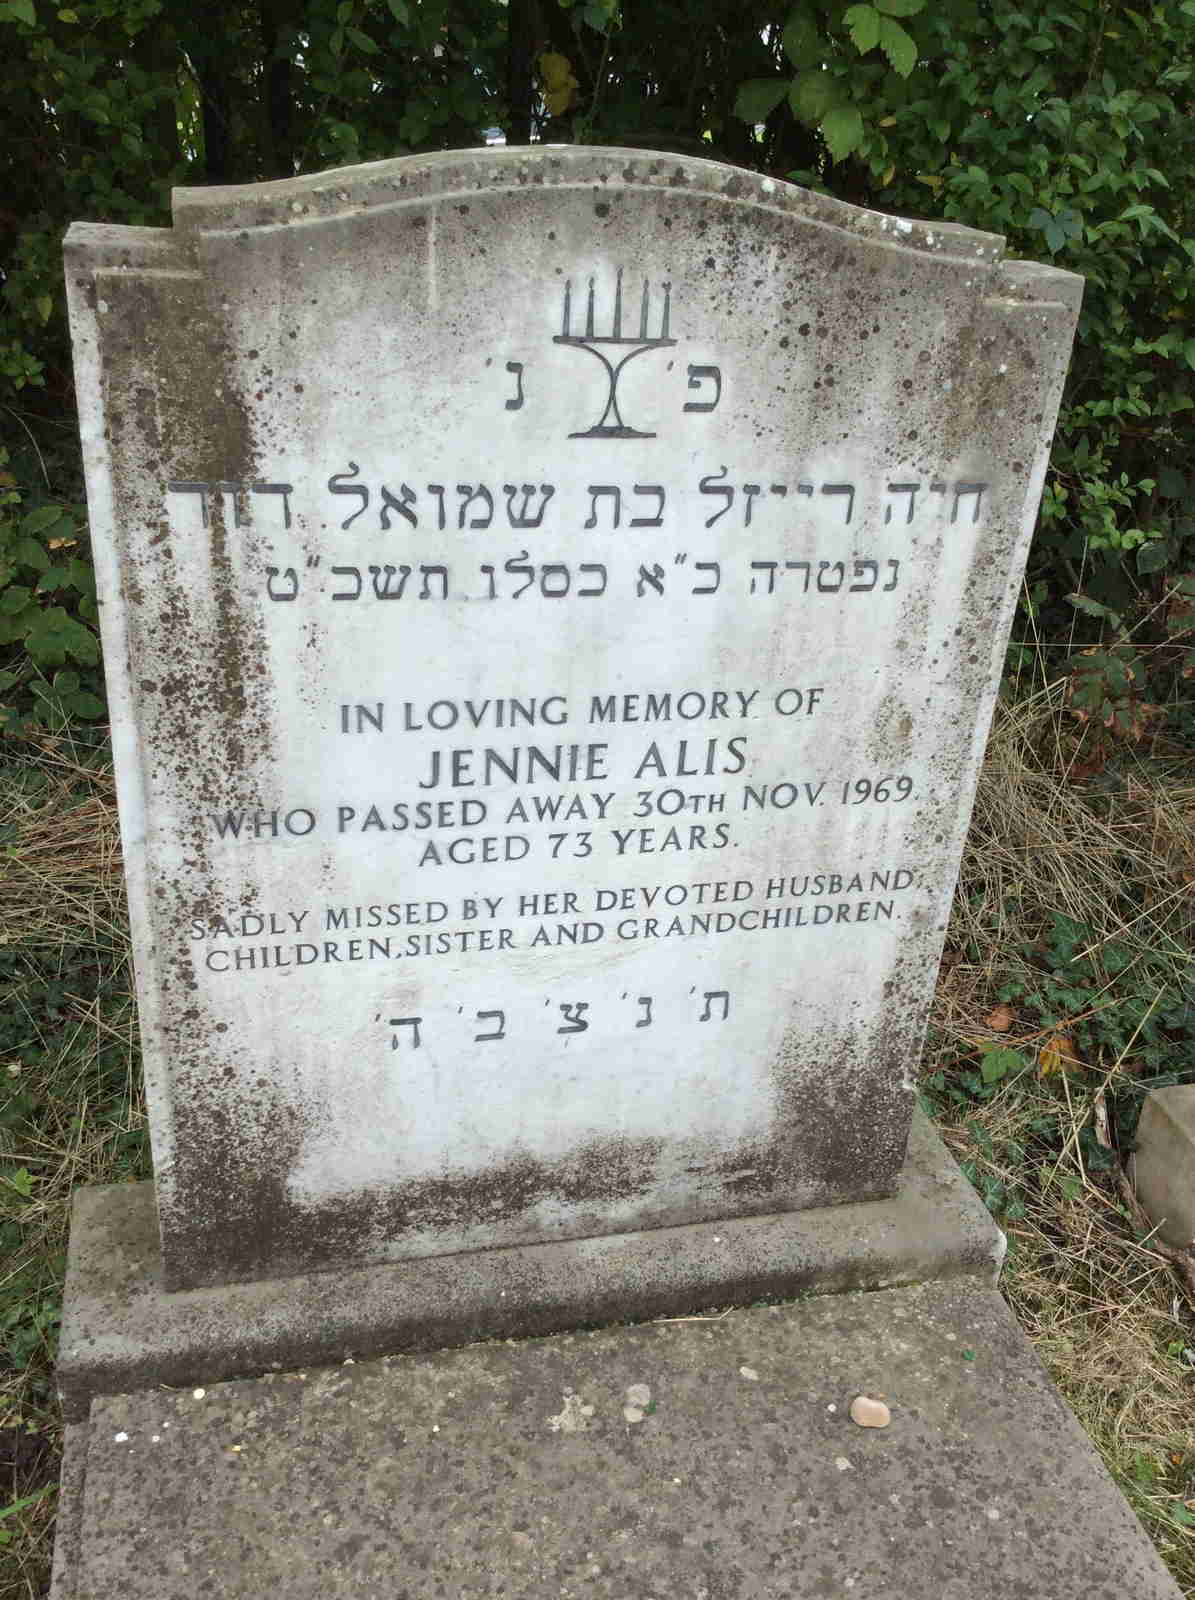 פ' נ'
חיה רייזל בת שמואל דוד
נפטרה כ"א כסלו תשכ"ט
IN LOVING MEMORY OF
JENNIE ALIS
WHO PASSED AWAY 30TH NOV. 1969.
AGED 73 YEARS.
SADLY MISSED BY HER DEVOTED HUSBAND,
CHILDREN, SISTER AND GRANDCHILDREN.
ת' נ' צ' ב' ה'